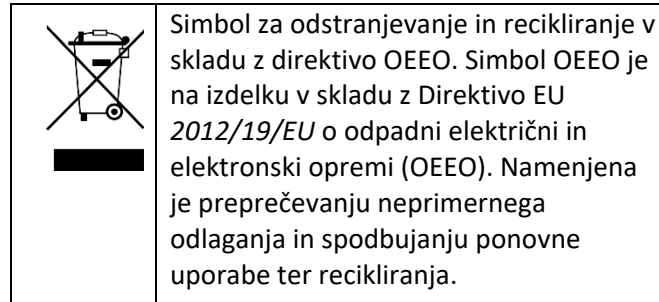 Simbol za odstranjevanje in recikliranje v
skladu z direktivo OEEO. Simbol OEEO je
na izdelku v skladu z Direktivo EU
2012/19/EU o odpadni električni in
elektronski opremi (OEEO). Namenjena
je preprečevanju neprimernega
odlaganja in spodbujanju ponovne
uporabe ter recikliranja.